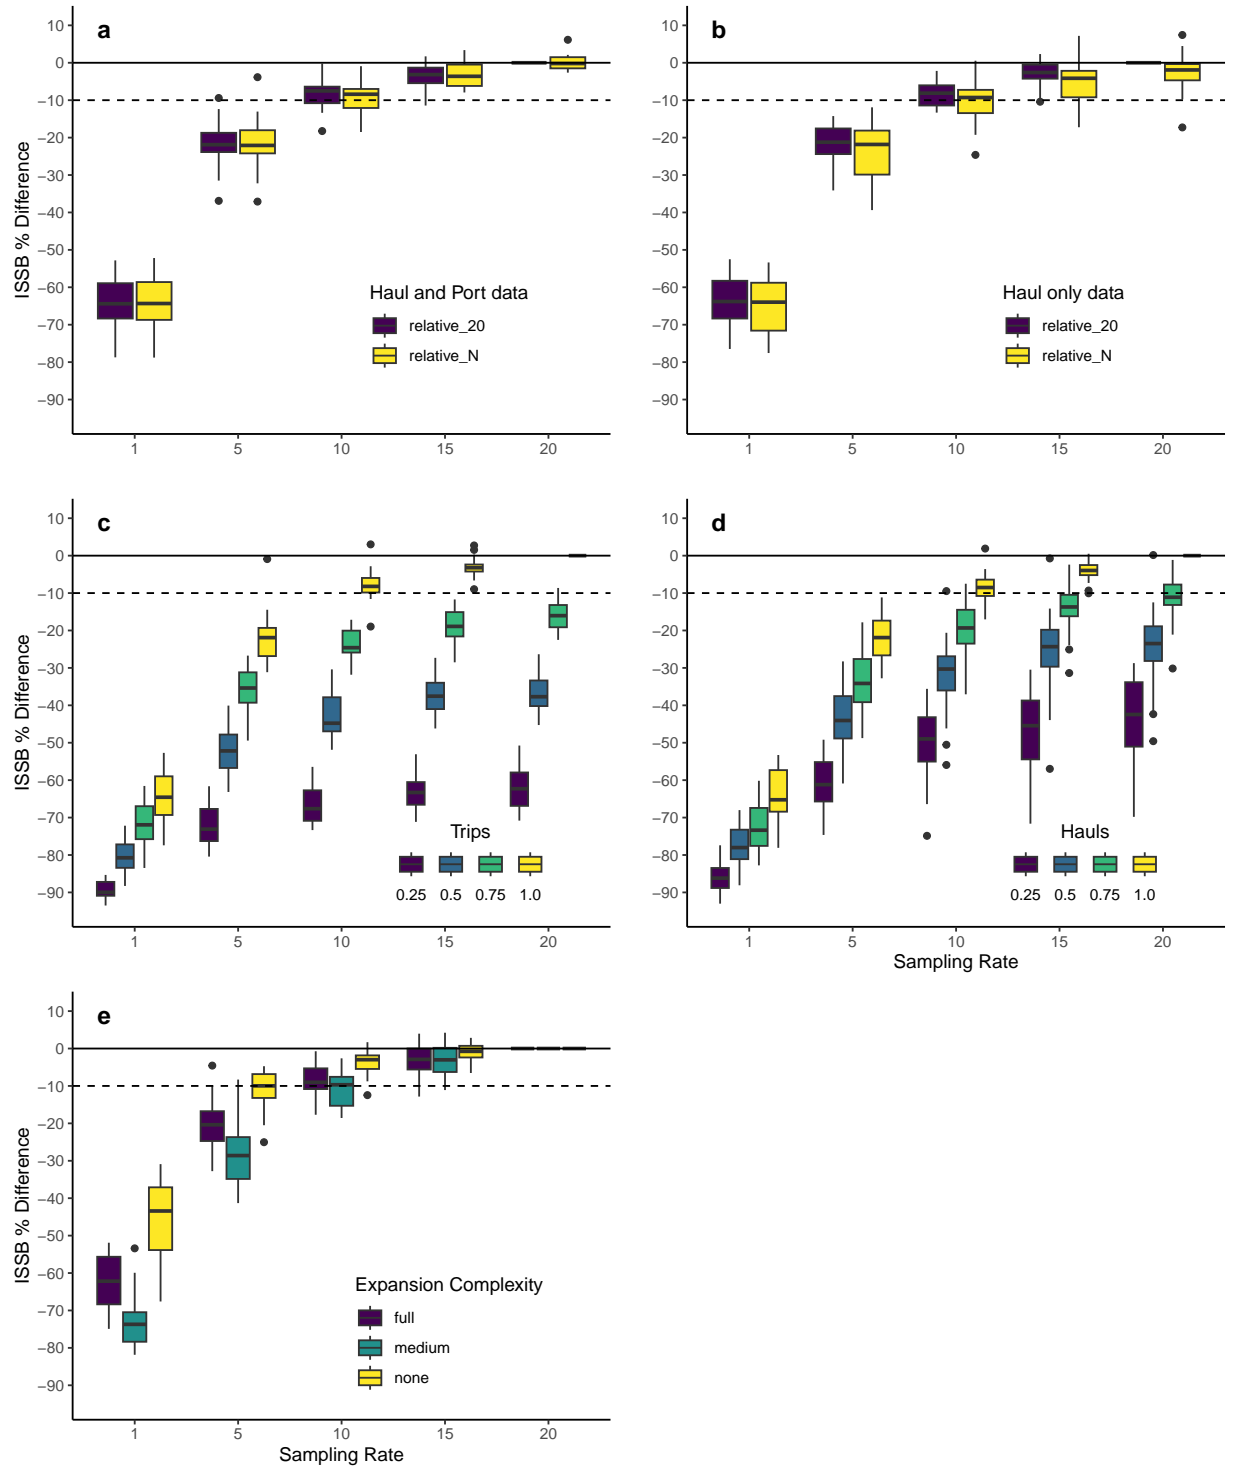 a
10
0
−10
−20
−30
−40
−50
−60
−70
−80
−90
ISSB % Difference
Haul and Port data
relative_20
relative_N
1 5 10 15 20
b
10
0
−10
−20
−30
−40
−50
−60
−70
−80
−90
Haul only data
relative_20
relative_N
1 5 10 15 20
c
10
0
−10
−20
−30
−40
−50
−60
−70
−80
−90
ISSB % Difference
Trips
0.25 0.5 0.75 1.0
1 5 10 15 20
d
10
0
−10
−20
−30
−40
−50
−60
−70
−80
−90
Hauls
0.25 0.5 0.75 1.0
1 5 10 15 20
Sampling Rate
e
10
0
−10
−20
−30
−40
−50
−60
−70
−80
−90
ISSB % Difference
Expansion Complexity
full
medium
none
1 5 10 15 20
Sampling Rate